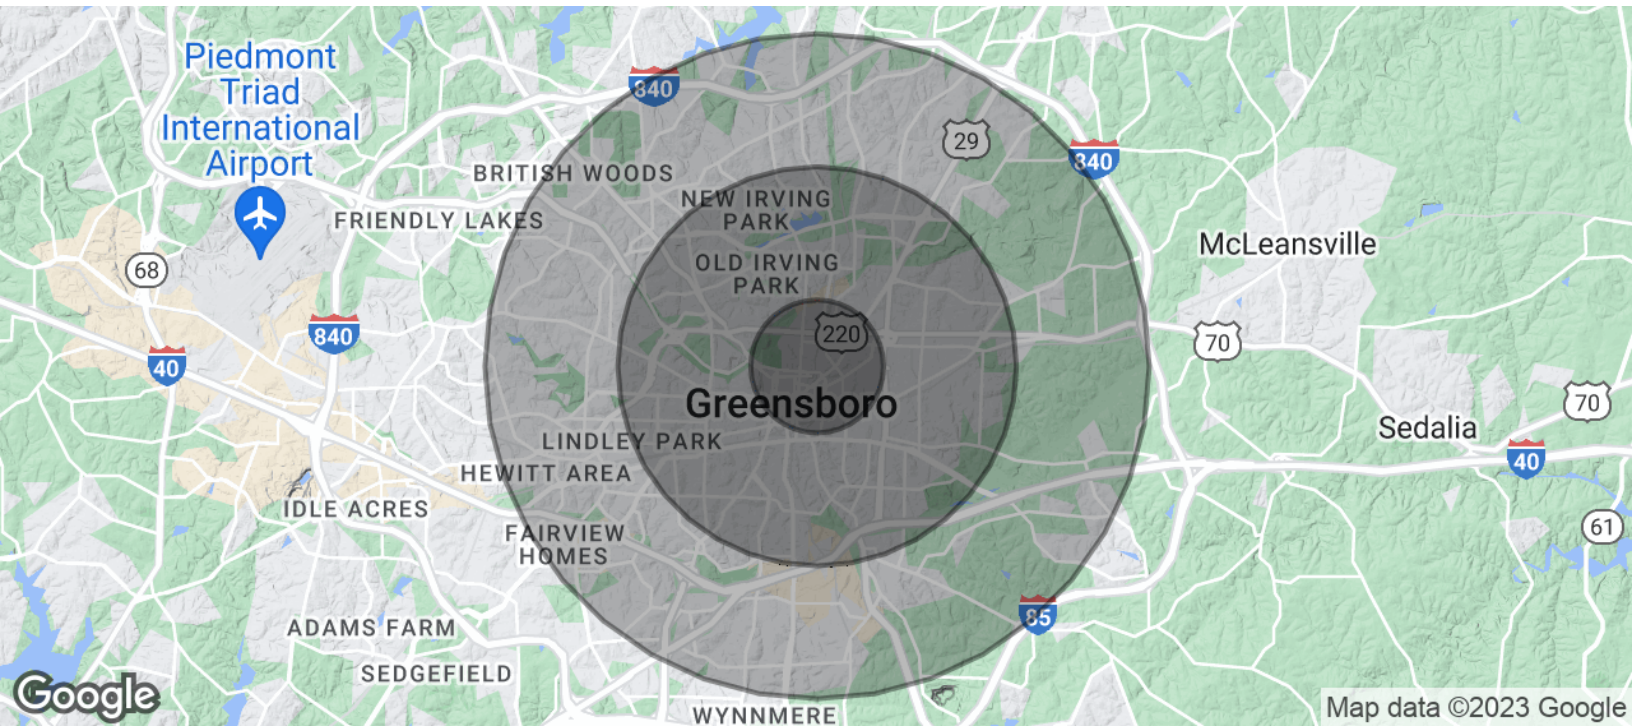 Piedmont
Triad
International
Airport
840
29
840
BRITISH WOODS
NEW IRVING
PARK
FRIENDLY LAKES
McLeansville
68
OLD IRVING
PARK
840
220
70
40
Greensboro
70
Sedalia
LINDLEY PARK
40
HEWITT AREA
IDLE ACRES
61
FAIRVIEW
HOMES
85
ADAMS FARM
SEDGEFIELD
Google
WYNNMERE
Map data ©2023 Google